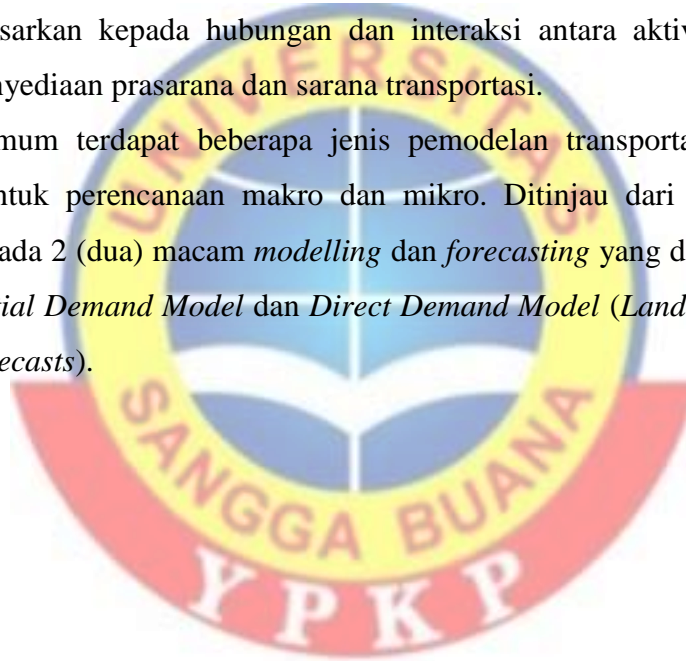 sarkan kepada hubungan dan interaksi antara aktiv
nyediaan prasarana dan sarana transportasi.
mum terdapat beberapa jenis pemodelan transporta
ntuk perencanaan makro dan mikro. Ditinjau dari
ada 2 (dua) macam modelling dan forecasting yang d
tial Demand Model dan Direct Demand Model (Land
ecasts).
UNIVERSITAS
SANGGA BUANA
YPKP